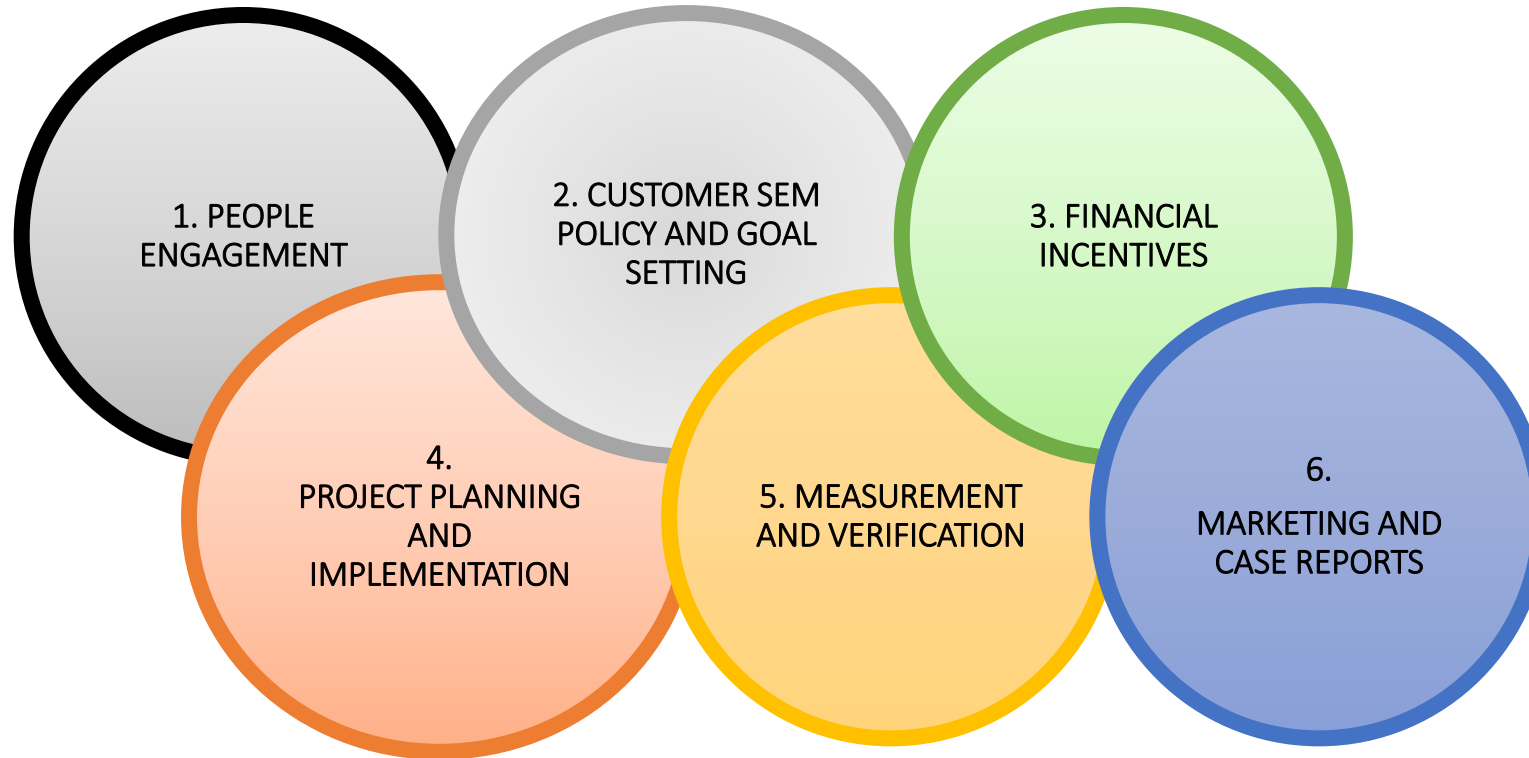 1. PEOPLE
ENGAGEMENT
2. CUSTOMER SEM
POLICY AND GOAL
SETTING
3. FINANCIAL
INCENTIVES
4.
PROJECT PLANNING
AND
IMPLEMENTATION
5. MEASUREMENT
AND VERIFICATION
6.
MARKETING AND
CASE REPORTS